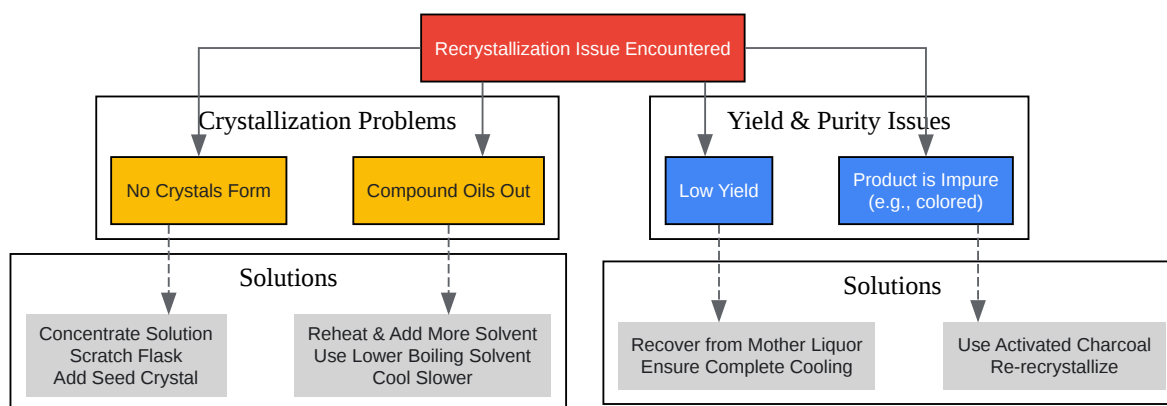 Recrystallization Issue Encountered
Crystallization Problems
Yield & Purity Issues
No Crystals Form
Compound Oils Out
Low Yield
Product is Impure
(e.g., colored)
Solutions
Solutions
Concentrate Solution
Scratch Flask
Add Seed Crystal
Reheat & Add More Solvent
Use Lower Boiling Solvent
Cool Slower
Recover from Mother Liquor
Ensure Complete Cooling
Use Activated Charcoal
Re-recrystallize